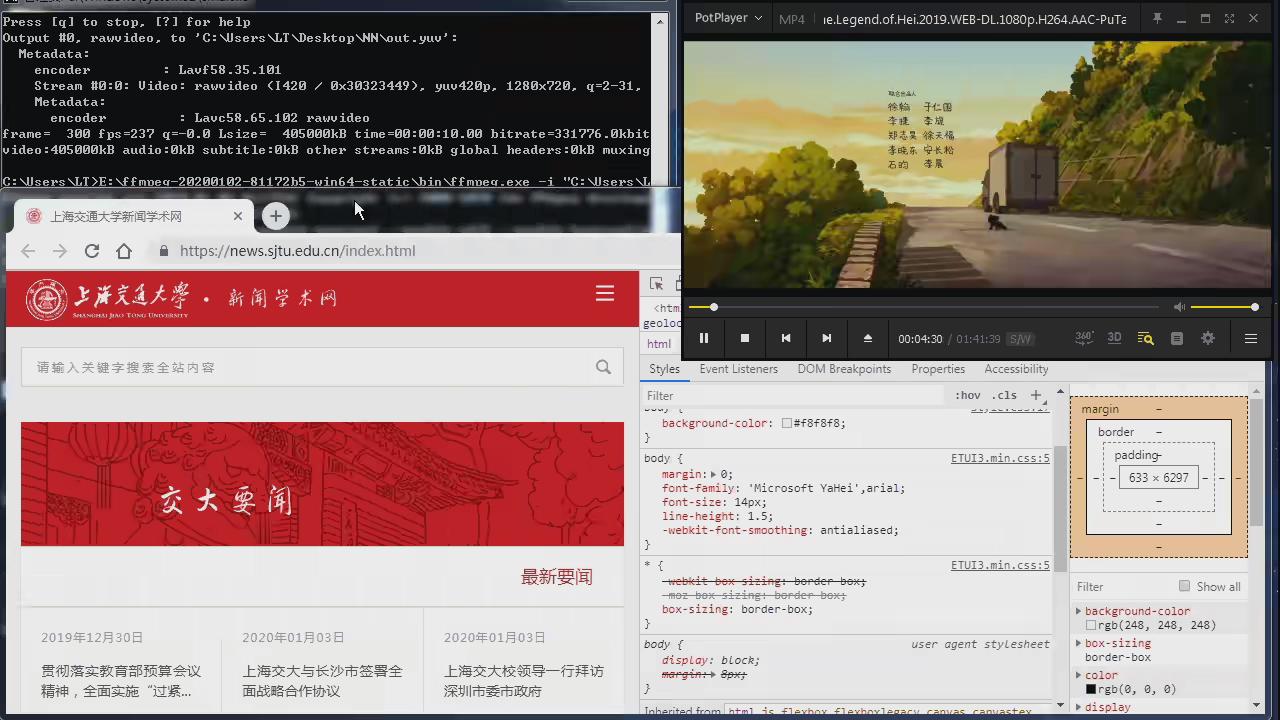 Press [q] to stop, [?] for help
Output #0, rawvideo, to 'C:\Users\LT\Desktop\NN\out.yuv':
Metadata:
encoder : Lavf58.35.101
Stream #0:0: Video: rawvideo (I420 / 0x30323449), yuv420p, 1280x720, q=2-31,
Metadata:
encoder : Lavc58.65.102 rawvideo
frame= 300 fps=237 q=-0.0 Lsize= 405000kB time=00:00:10.00 bitrate=331776.0kbit
video:405000kB audio:0kB subtitle:0kB other streams:0kB global headers:0kB muxing
C:\Users\LT>E:\ffmpeg-20200102-81172b5-win64-static\bin\ffmpeg.exe -i "C:\Users\L
PotPlayer
MP4
ie.Legend.of.Hei.2019.WEB-DL.1080p.H264.AAC-PuTa
联合出品人
徐翰 于仁国
李婕
郑志昊 徐天福
李晓东 安长松
石昀 李晨
00:04:30 / 01:41:39 S/W
360°
3D
上海交通大学新闻学术网
https://news.sjtu.edu.cn/index.html
上海交通大学 · 新闻学术网
SHANGHAI JIAO TONG UNIVERSITY
请输入关键字搜索全站内容
交大要闻
最新要闻
2019年12月30日
贯彻落实教育部预算会议
精神，全面实施“过紧...
2020年01月03日
上海交大与长沙市签署全
面战略合作协议
2020年01月03日
上海交大校领导一行拜访
深圳市委市政府
<htm
geoloc
html
Styles Event Listeners DOM Breakpoints Properties Accessibility
Filter :hov .cls +
body { style.css:17
background-color: #f8f8f8;
}
body { ETUI3.min.css:5
margin: 0;
font-family: 'Microsoft YaHei',arial;
font-size: 14px;
line-height: 1.5;
-webkit-font-smoothing: antialiased;
}
* { ETUI3.min.css:5
-webkit-box-sizing: border-box;
-moz-box-sizing: border-box;
box-sizing: border-box;
}
body { user agent stylesheet
display: block;
margin: 8px;
}
Inherited from html.js.flexbox.flexboxlegacy.canvas.canvastex
margin –
border –
padding –
– – – 633 × 6297 – – –
–
–
–
Filter Show all
background-color
rgb(248, 248, 248)
box-sizing
border-box
color
rgb(0, 0, 0)
display